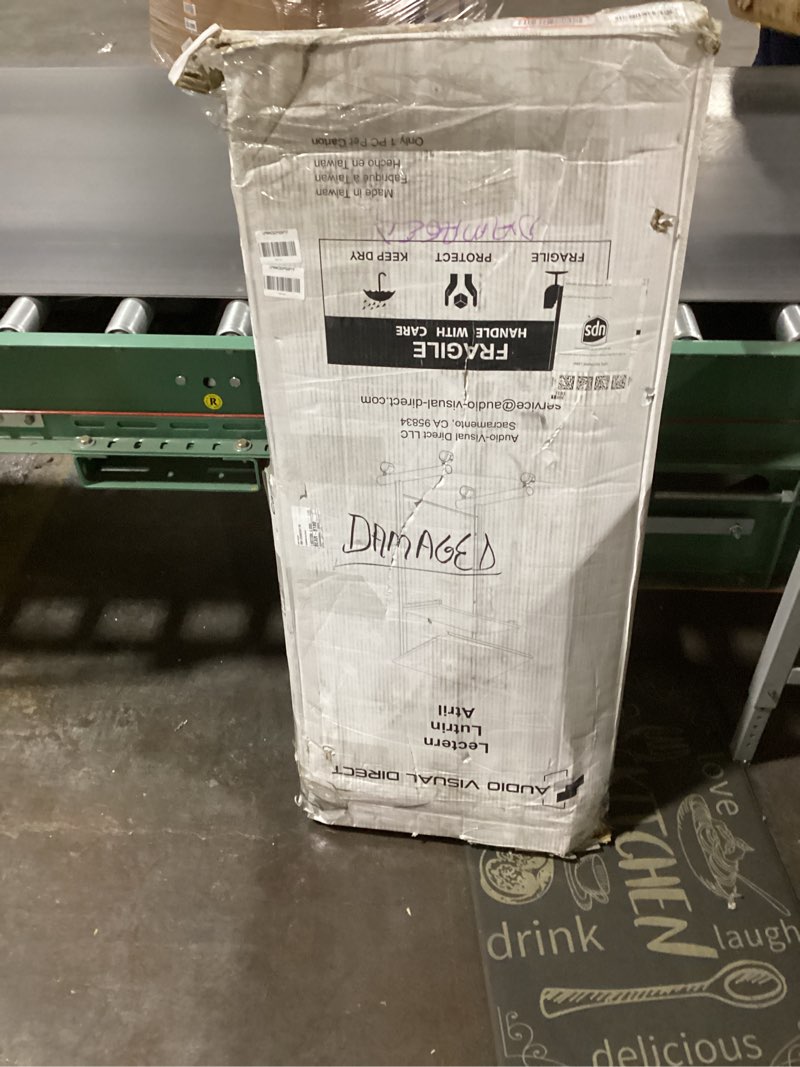 AUDIO VISUAL DIRECT
Lectern
Lutrin
Atril
DAMAGED
Audio-Visual Direct LLC
Sacramento, CA 95834
service@audio-visual-direct.com
FRAGILE
HANDLE WITH CARE
FRAGILE PROTECT KEEP DRY
DAMAGED
Made in Taiwan
Fabriqué à Taiwan
Hecho en Taiwan
Only 1 PC Per Carton
ups
R
KITCHEN
love
drink
laugh
delicious